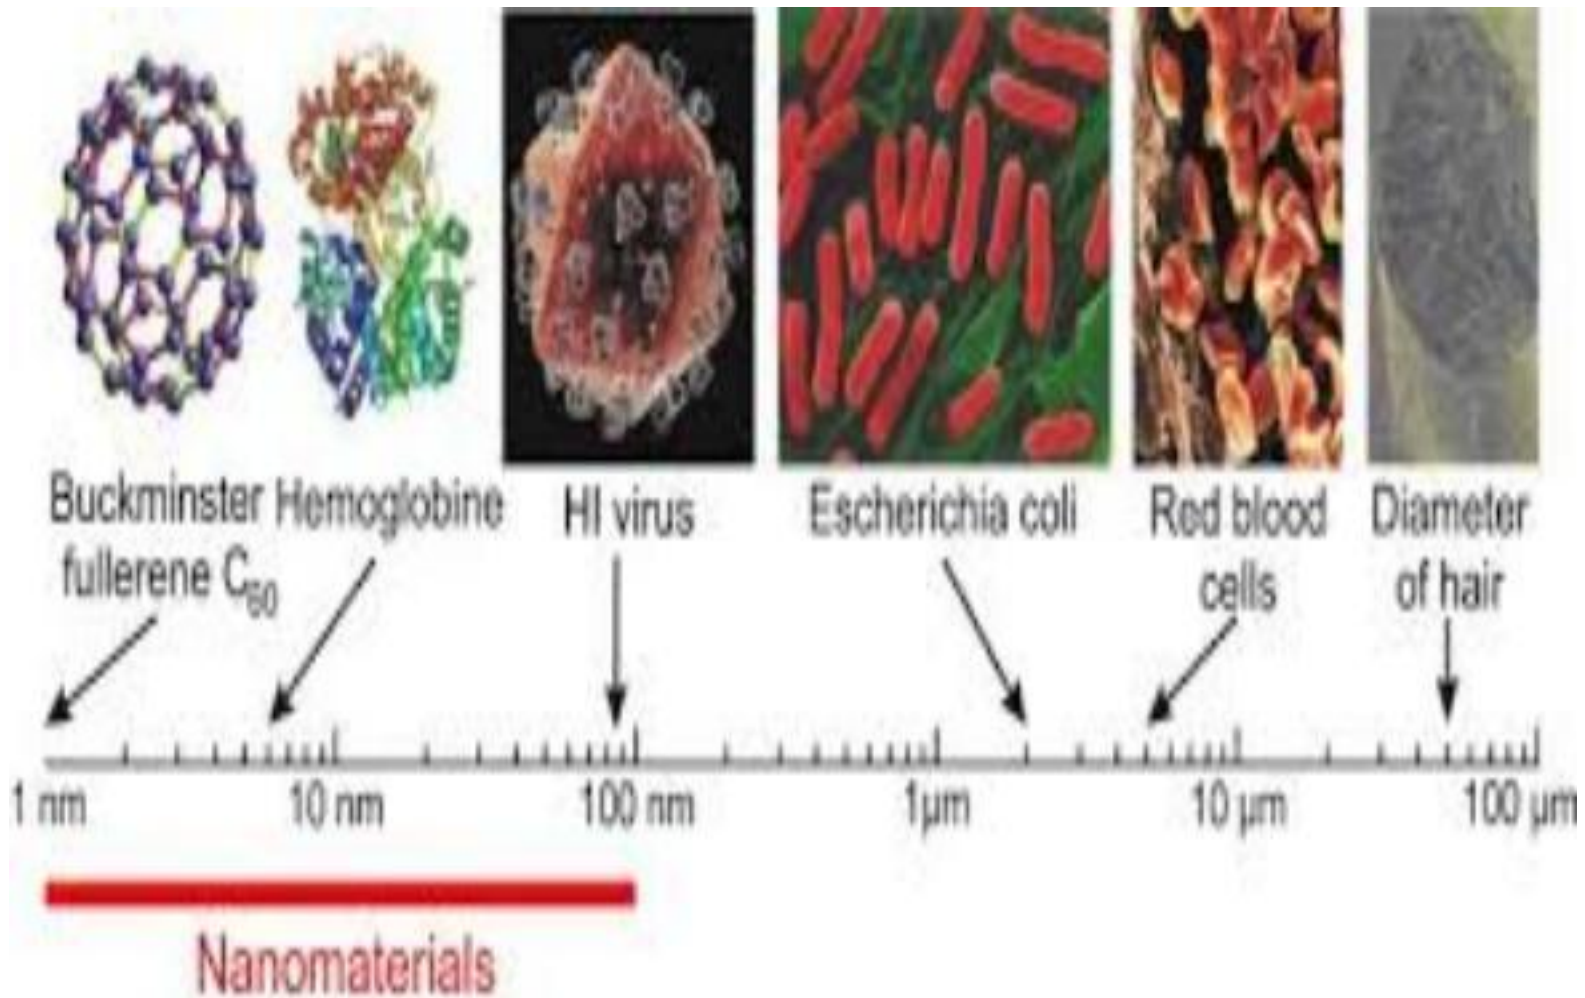 Buckminster
fullerene C₆₀
Hemoglobine
HI virus
Escherichia coli
Red blood
cells
Diameter
of hair
1 nm
10 nm
100 nm
1µm
10 µm
100 µm
Nanomaterials